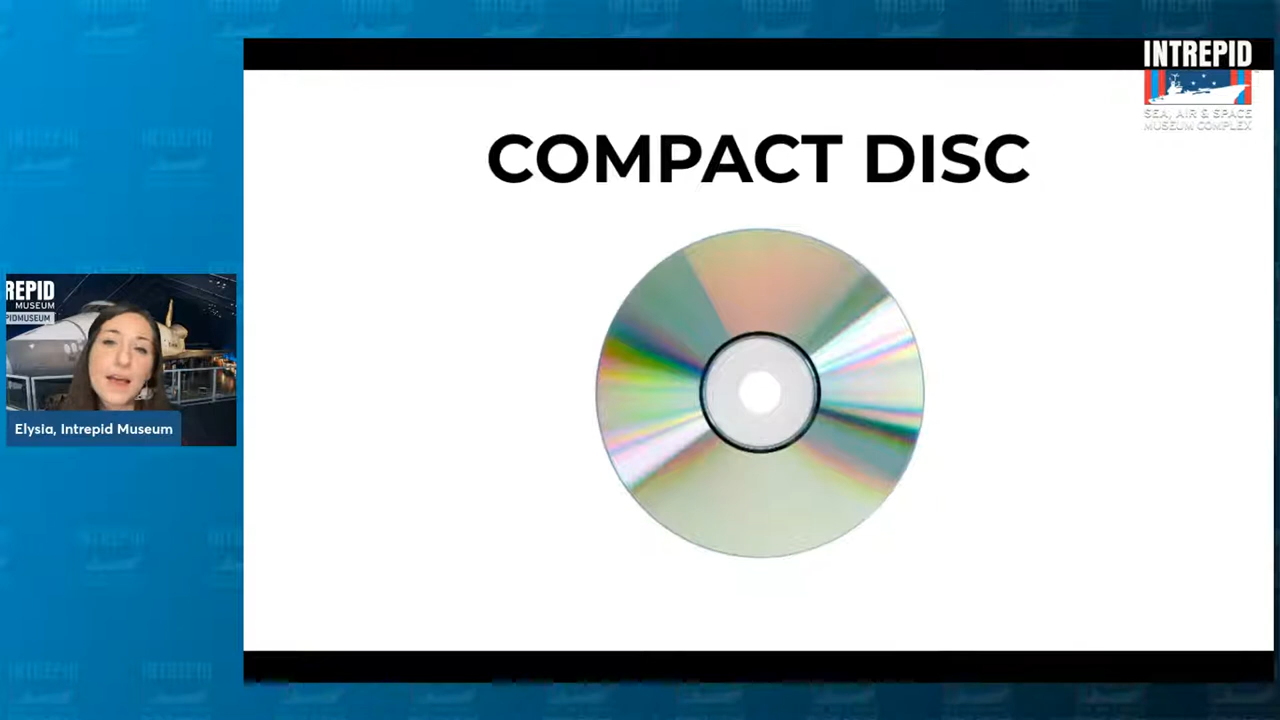 INTREPID
SEA, AIR & SPACE
MUSEUM COMPLEX
COMPACT DISC
REPID
MUSEUM
PIDMUSEUM
Elysia, Intrepid Museum